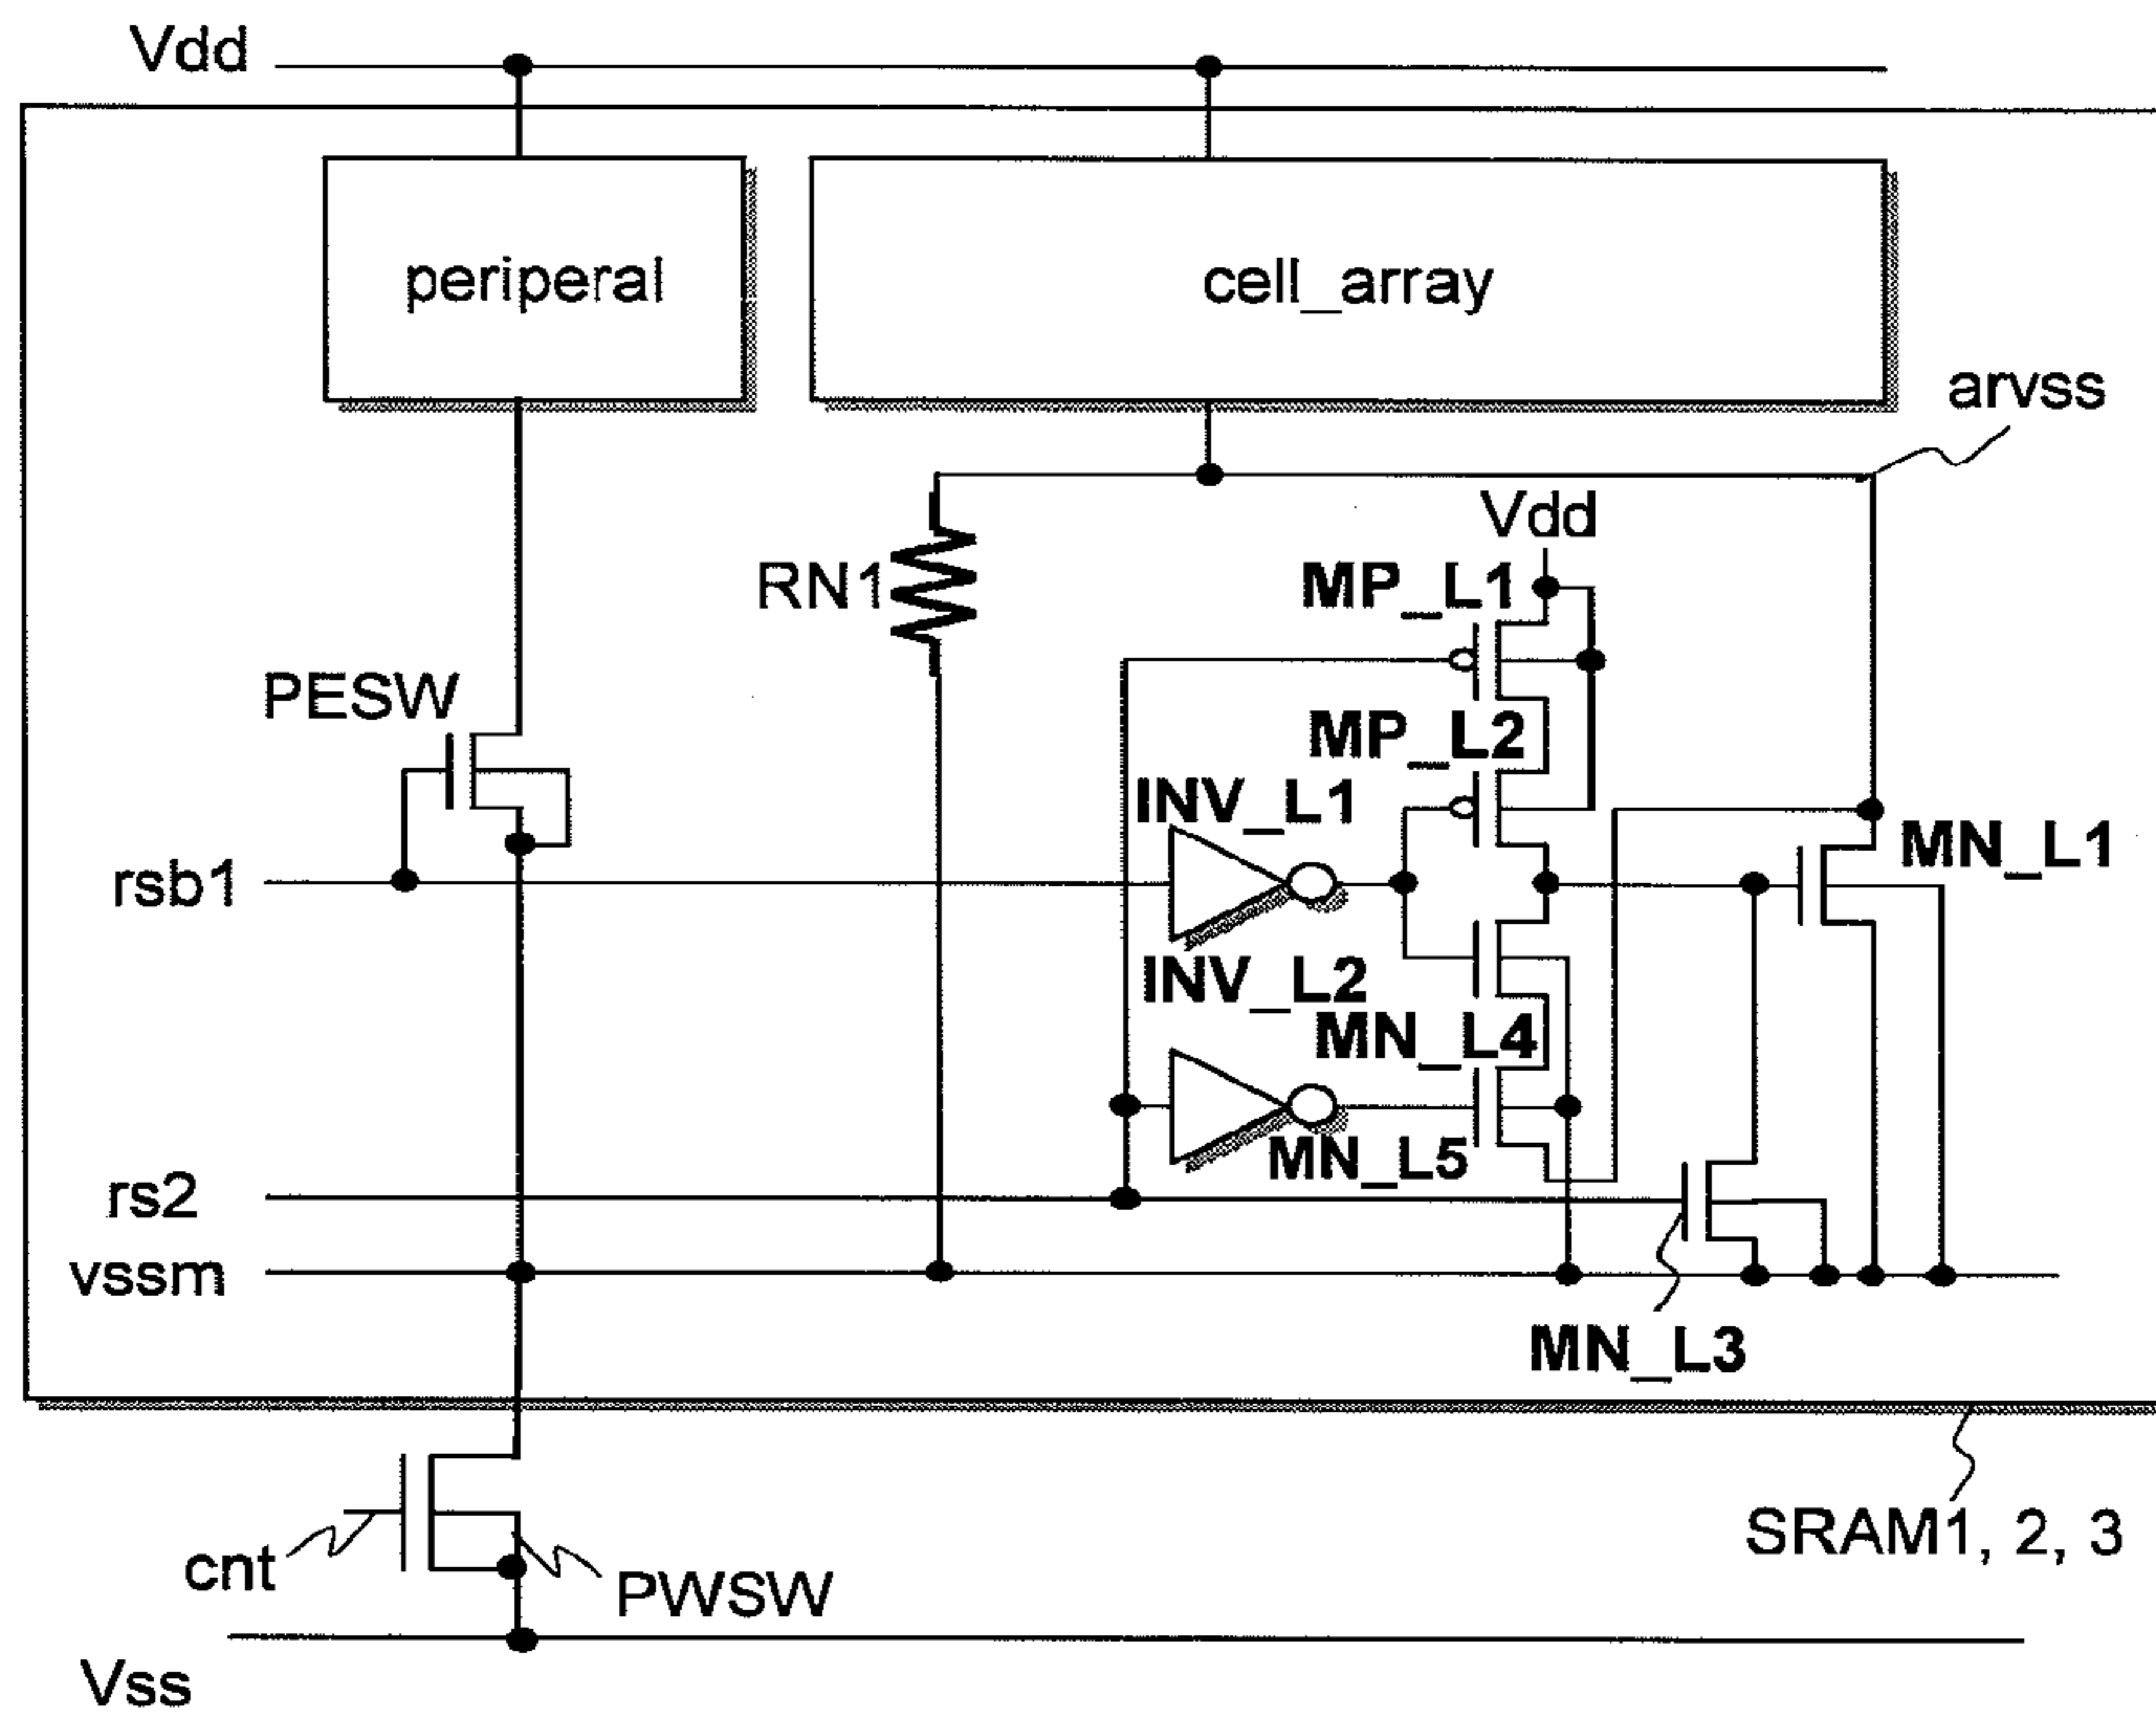 Vdd
periperal
cell_array
arvss
Vdd
RN1
MP_L1
PESW
MP_L2
INV_L1
MN_L1
rsb1
INV_L2
MN_L4
MN_L5
rs2
vssm
MN_L3
SRAM1, 2, 3
cnt
PWSW
Vss